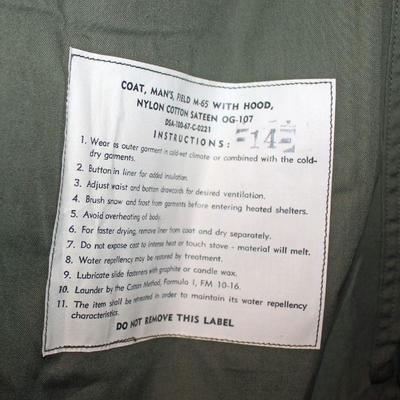 COAT, MAN'S, FIELD M-65 WITH HOOD,
NYLON COTTON SATEEN OG-107
DSA-100-67-C-0221
INSTRUCTIONS: 14
1. Wear as outer garment in cold-wet climate or combined with the cold-
dry garments.
2. Button in liner for added insulation.
3. Adjust waist and bottom drawcords for desired ventilation.
4. Brush snow and frost from garments before entering heated shelters.
5. Avoid overheating of body.
6. For faster drying, remove liner from coat and dry separately.
7. Do not expose coat to intense heat or touch stove - material will melt.
8. Water repellency may be restored by treatment.
9. Lubricate slide fasteners with graphite or candle wax.
10. Launder by the Cotton Method, Formula I, FM 10-16.
11. The item shall be retreated in order to maintain its water repellency
characteristics.
DO NOT REMOVE THIS LABEL